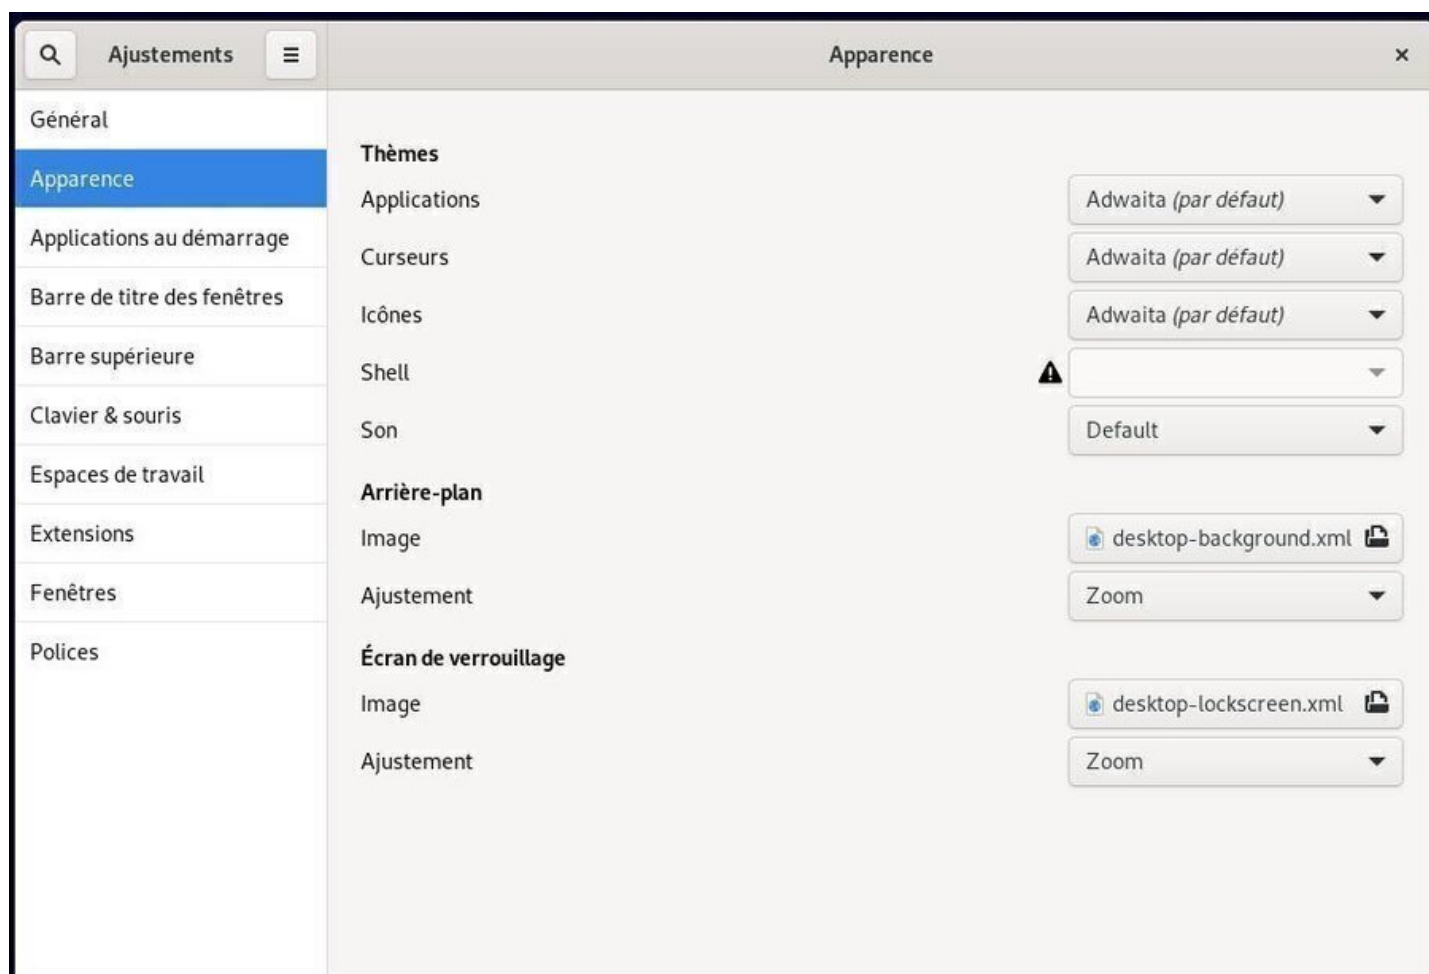 Ajustements
Apparence
Général
Apparence
Applications au démarrage
Barre de titre des fenêtres
Barre supérieure
Clavier & souris
Espaces de travail
Extensions
Fenêtres
Polices
Thèmes
Applications Adwaita (par défaut)
Curseurs Adwaita (par défaut)
Icônes Adwaita (par défaut)
Shell
Son Default
Arrière-plan
Image desktop-background.xml
Ajustement Zoom
Écran de verrouillage
Image desktop-lockscreen.xml
Ajustement Zoom